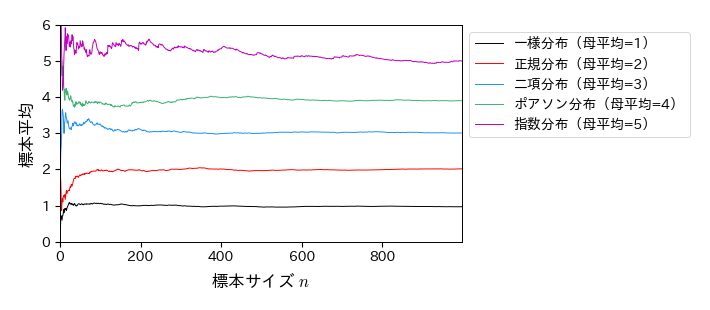 6
5
4
3
2
1
0
標本平均
0
200
400
600
800
標本サイズ n
一様分布（母平均=1）
正規分布（母平均=2）
二項分布（母平均=3）
ポアソン分布（母平均=4）
指数分布（母平均=5）